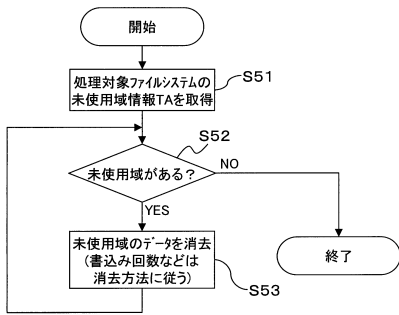 開始
処理対象ファイルシステムの
未使用域情報TAを取得
S51
S52
未使用域がある？
NO
YES
未使用域のデータを消去
(書込み回数などは
消去方法に従う)
S53
終了